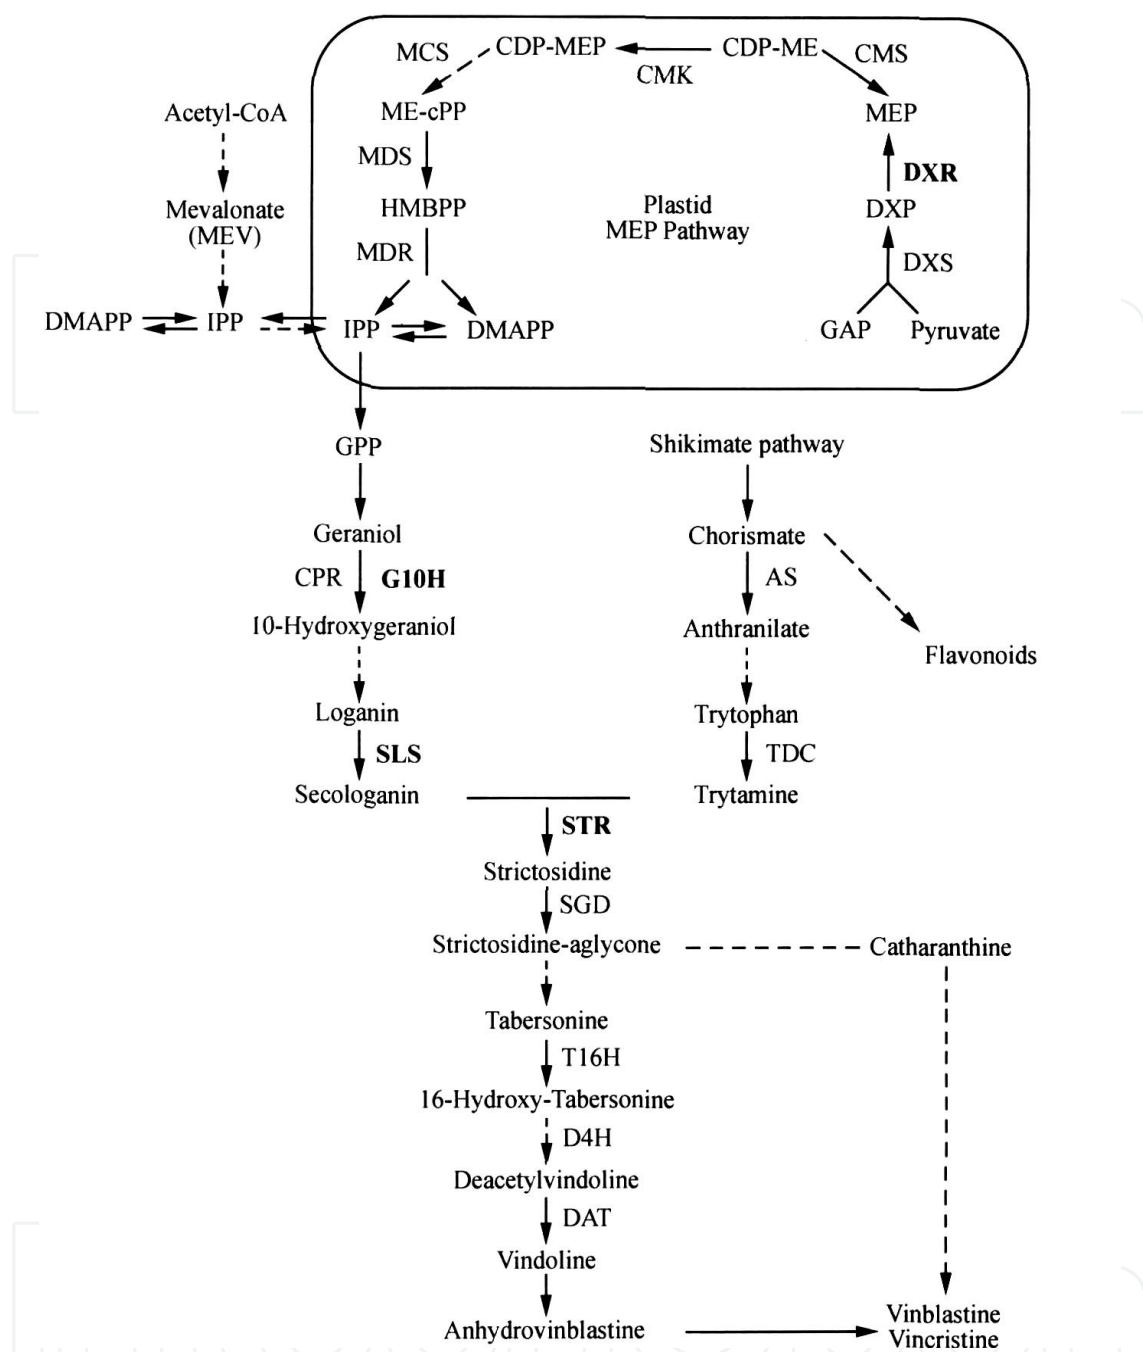 MCS
CDP-MEP
CDP-ME
CMS
CMK
Acetyl-CoA
ME-cPP
MEP
MDS
DXR
Mevalonate
(MEV)
HMBPP
Plastid
MEP Pathway
DXP
MDR
DXS
DMAPP
IPP
IPP
DMAPP
GAP
Pyruvate
GPP
Shikimate pathway
Geraniol
Chorismate
CPR
G10H
AS
10-Hydroxygeraniol
Anthranilate
Flavonoids
Loganin
Trytophan
SLS
TDC
Secologanin
Trytamine
STR
Strictosidine
SGD
Strictosidine-aglycone
Catharanthine
Tabersonine
T16H
16-Hydroxy-Tabersonine
D4H
Deacetylvindoline
DAT
Vindoline
Anhydrovinblastine
Vinblastine
Vincristine